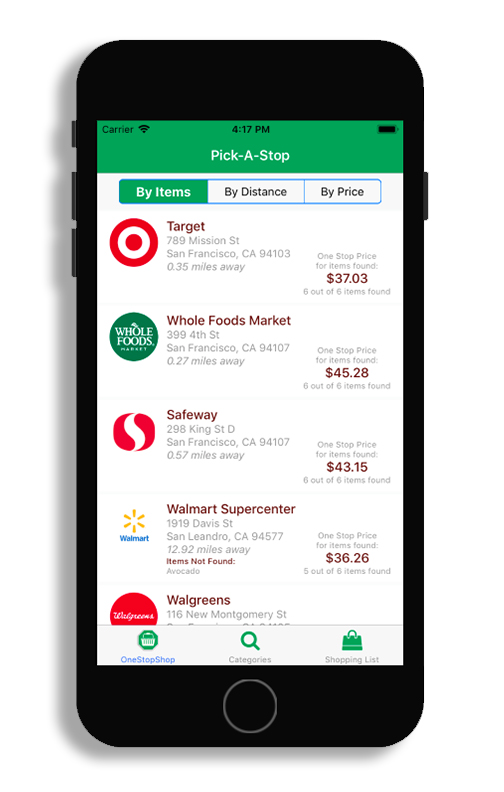 Carrier
4:17 PM
Pick-A-Stop
By Items
By Distance
By Price
Target
789 Mission St
San Francisco, CA 94103
0.35 miles away
One Stop Price
for items found:
$37.03
6 out of 6 items found
WHOLE
FOODS
MARKET
Whole Foods Market
399 4th St
San Francisco, CA 94107
0.27 miles away
One Stop Price
for items found:
$45.28
6 out of 6 items found
Safeway
298 King St D
San Francisco, CA 94107
0.57 miles away
One Stop Price
for items found:
$43.15
6 out of 6 items found
Walmart
Walmart Supercenter
1919 Davis St
San Leandro, CA 94577
12.92 miles away
Items Not Found:
Avocado
One Stop Price
for items found:
$36.26
5 out of 6 items found
Walgreens
Walgreens
116 New Montgomery St
OneStopShop
Categories
Shopping List